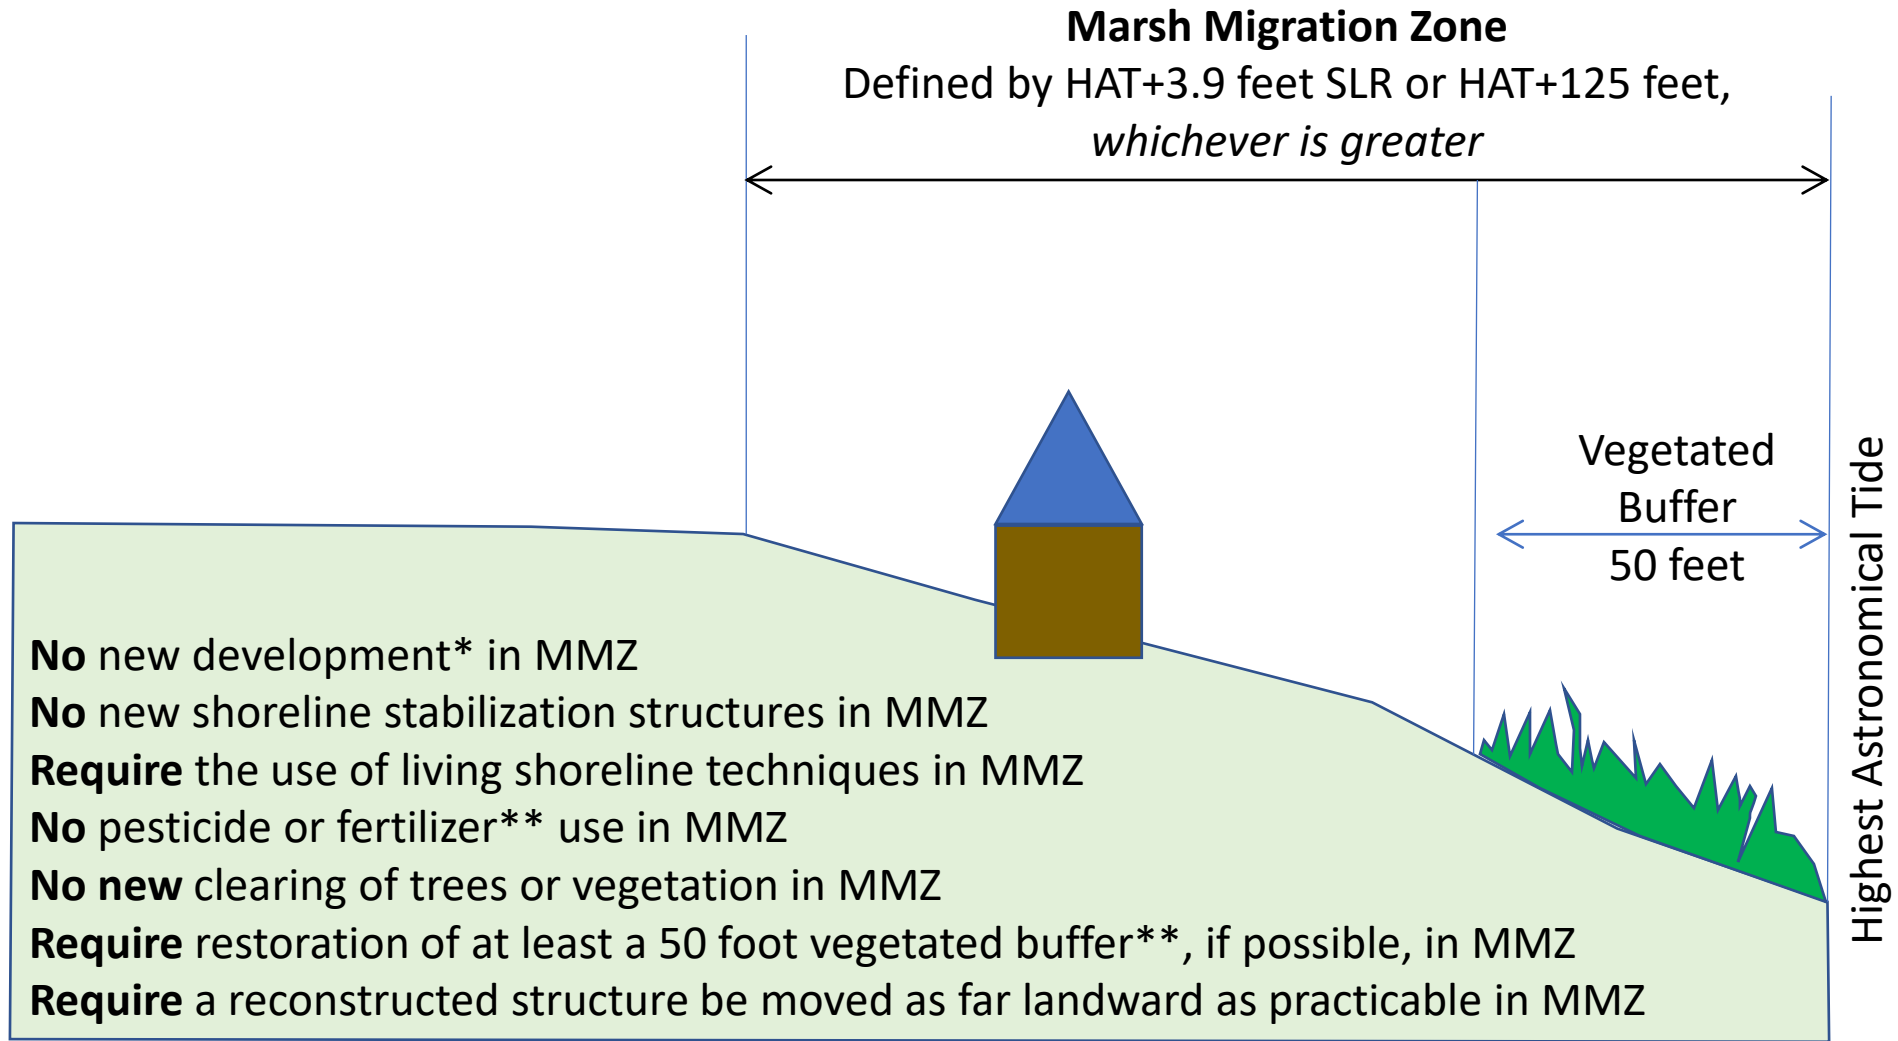 Marsh Migration Zone
Defined by HAT+3.9 feet SLR or HAT+125 feet,
whichever is greater
Vegetated
Buffer
50 feet
Highest Astronomical Tide
No new development* in MMZ
No new shoreline stabilization structures in MMZ
Require the use of living shoreline techniques in MMZ
No pesticide or fertilizer** use in MMZ
No new clearing of trees or vegetation in MMZ
Require restoration of at least a 50 foot vegetated buffer**, if possible, in MMZ
Require a reconstructed structure be moved as far landward as practicable in MMZ